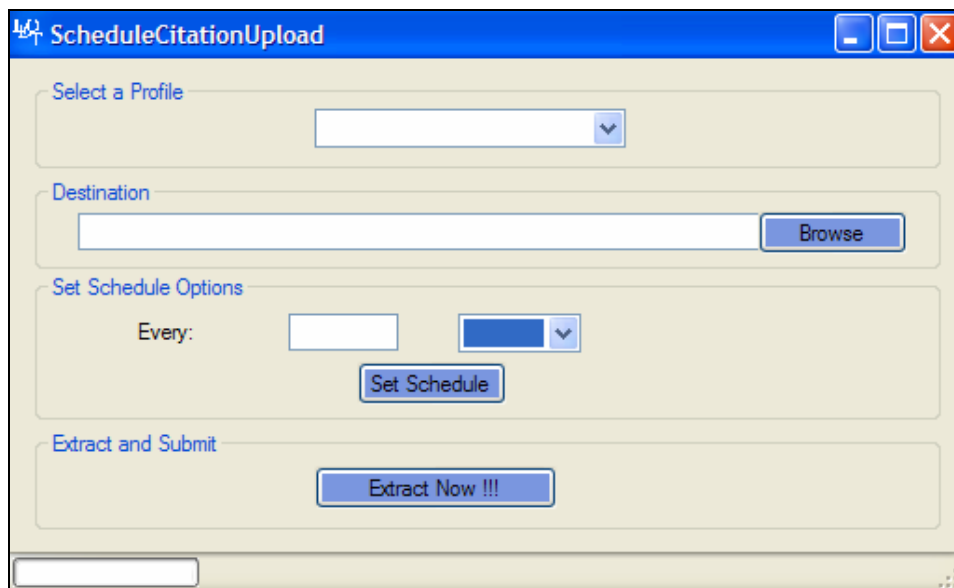 ScheduleCitationUpload
Select a Profile
Destination
Browse
Set Schedule Options
Every:
Set Schedule
Extract and Submit
Extract Now !!!